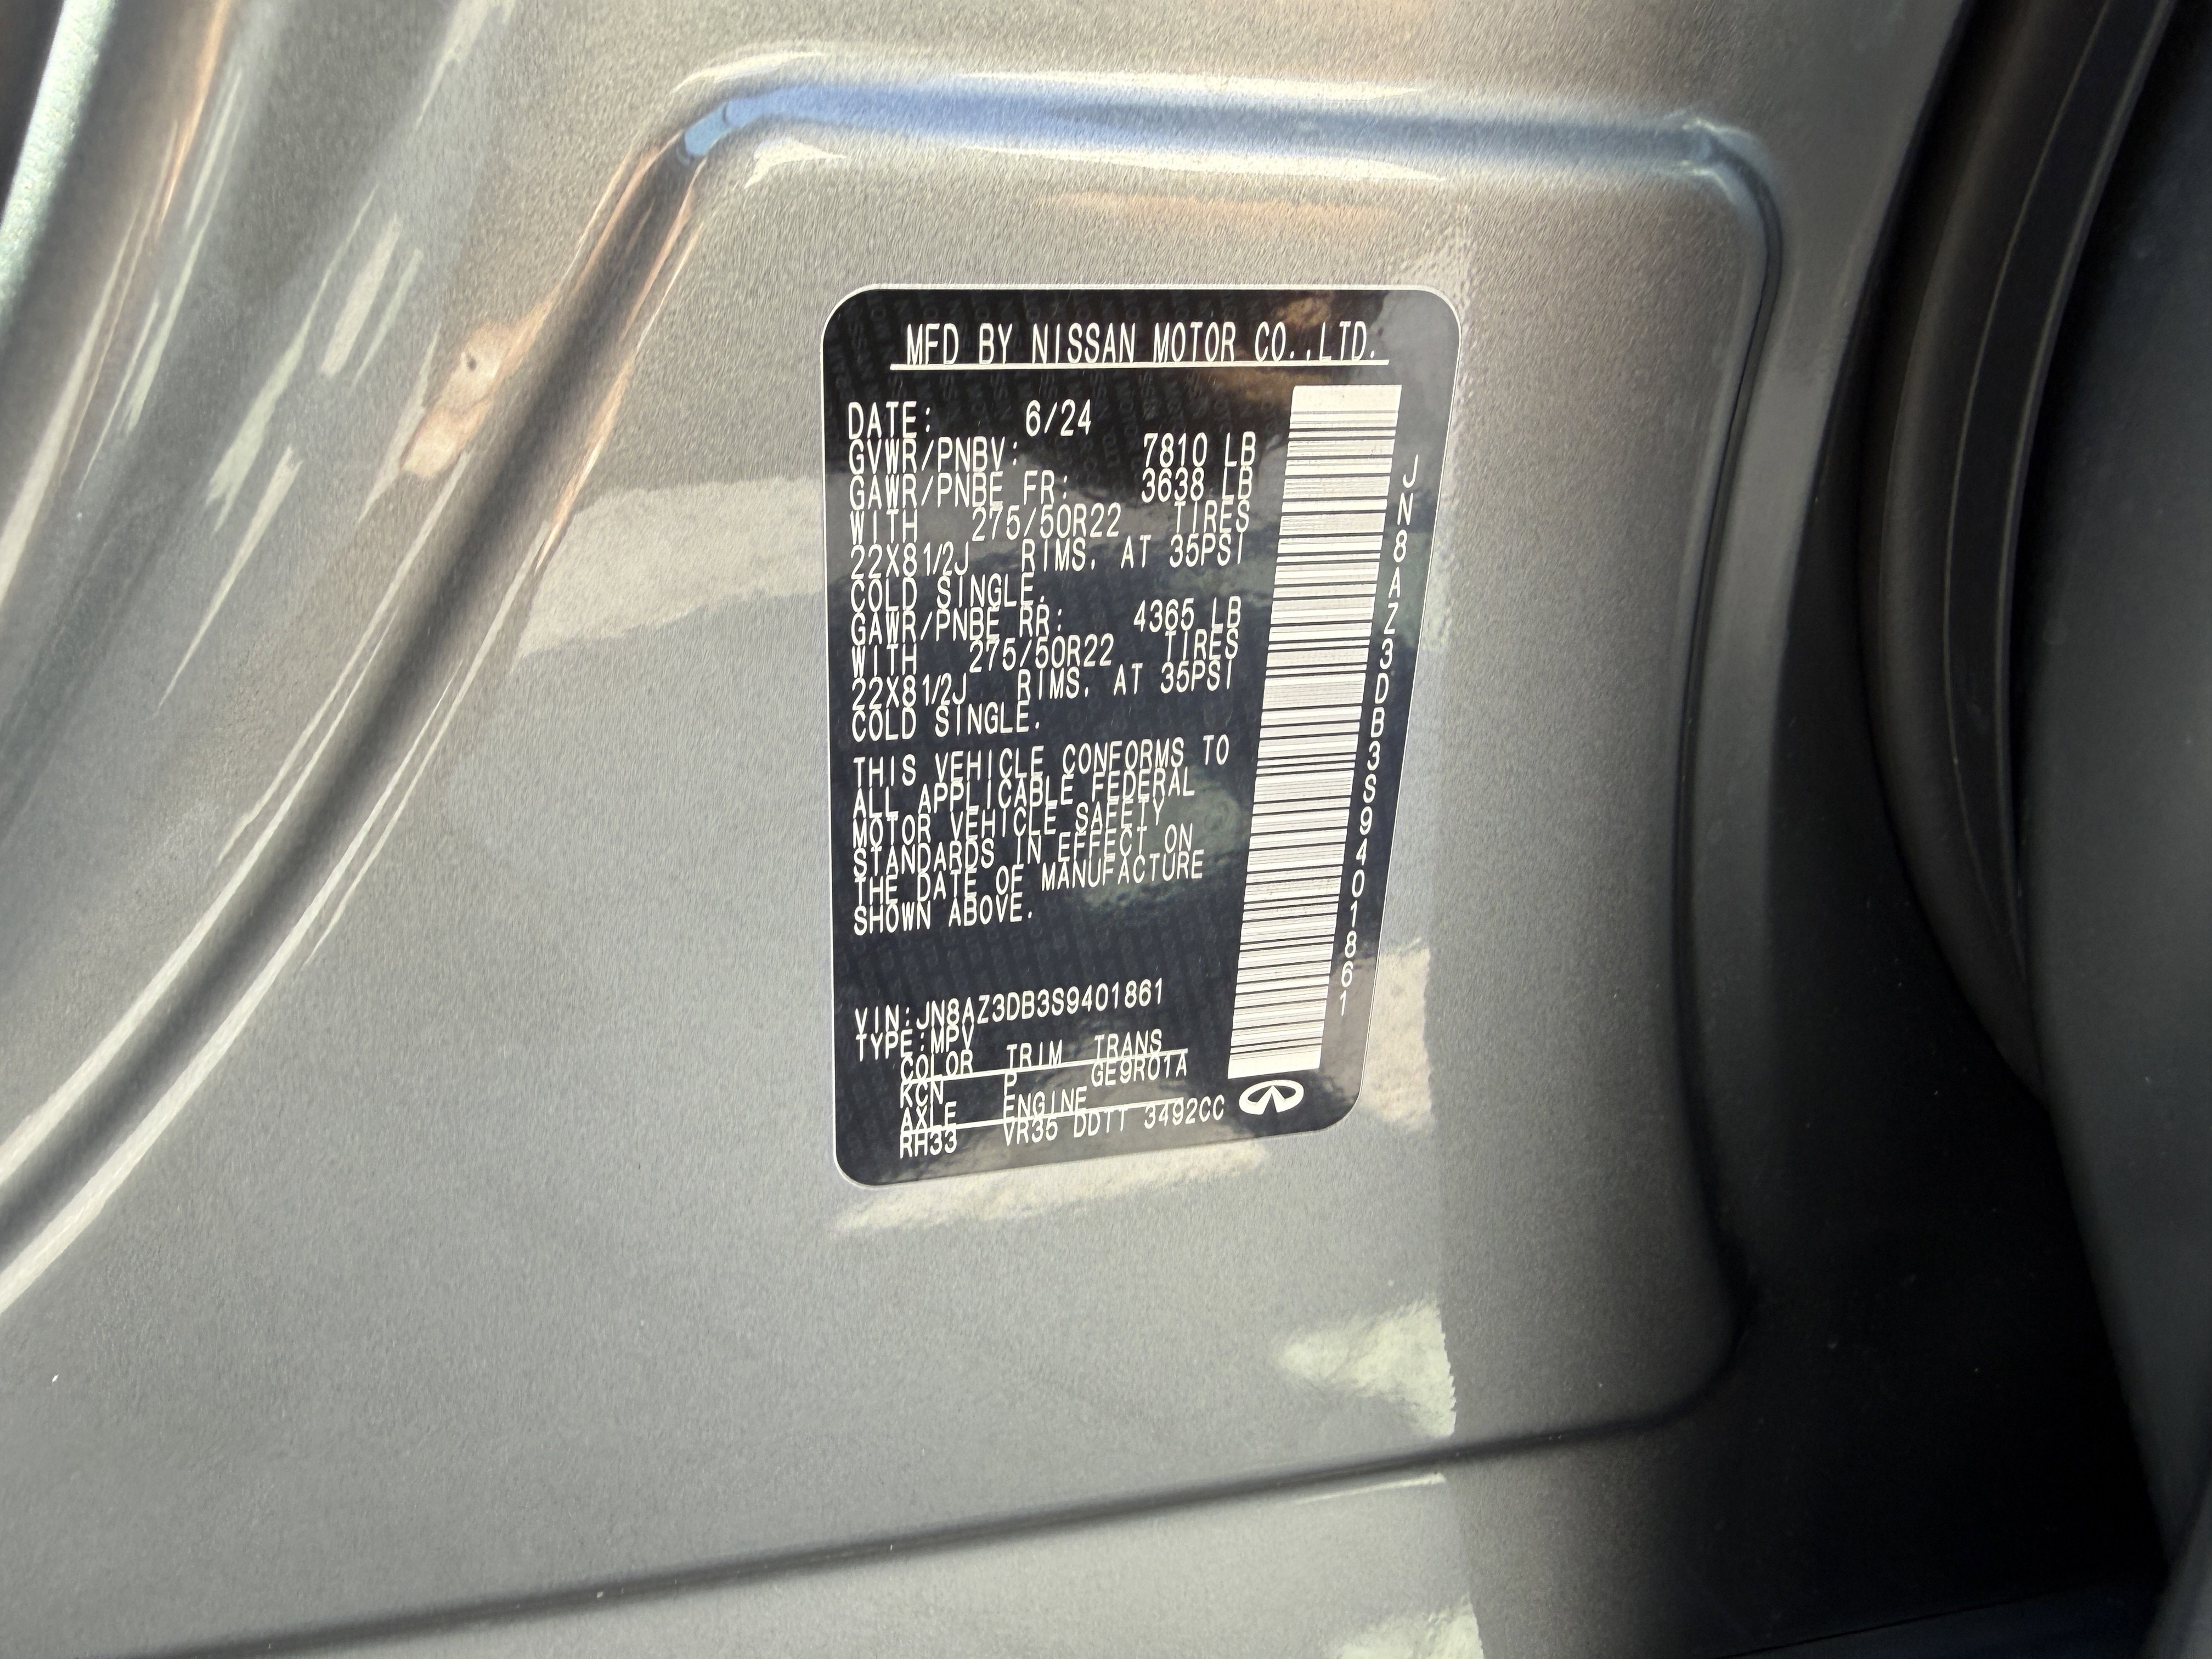 MFD BY NISSAN MOTOR CO.,LTD.
DATE: 6/24
GVWR/PNBV: 7810 LB
GAWR/PNBE FR: 3638 LB
WITH 275/50R22 TIRES
22X81/2J RIMS. AT 35PSI
COLD SINGLE.
GAWR/PNBE RR: 4365 LB
WITH 275/50R22 TIRES
22X81/2J RIMS. AT 35PSI
COLD SINGLE.
THIS VEHICLE CONFORMS TO
ALL APPLICABLE FEDERAL
MOTOR VEHICLE SAFETY
STANDARDS IN EFFECT ON
THE DATE OF MANUFACTURE
SHOWN ABOVE.
VIN:JN8AZ3DB3S9401861
TYPE:MPV
COLOR TRIM TRANS
KCN P GE9R01A
AXLE ENGINE
RH33 VR35 DDTT 3492CC
JN8AZ3DB3S9401861